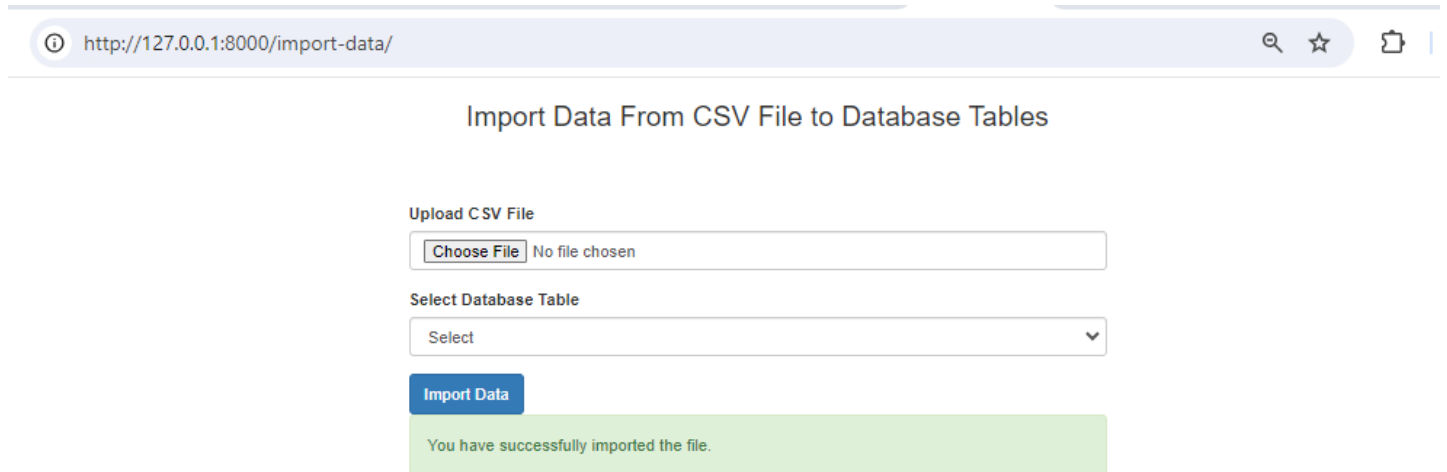 http://127.0.0.1:8000/import-data/
Import Data From CSV File to Database Tables
Upload CSV File
Choose File No file chosen
Select Database Table
Select
Import Data
You have successfully imported the file.